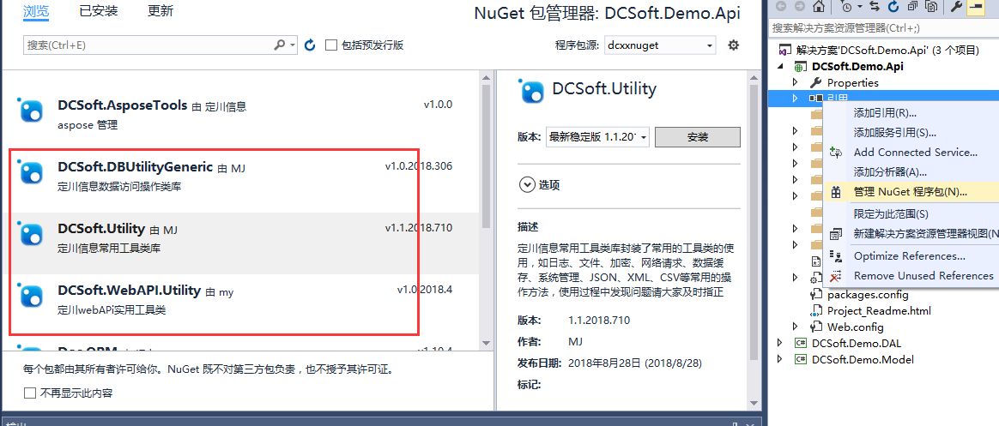 浏览 已安装 更新
NuGet 包管理器: DCSoft.Demo.Api
搜索(Ctrl+E)
包括预发行版
程序包源: dcxxnuget
DCSoft.AsposeTools 由 定川信息 v1.0.0
aspose 管理
DCSoft.DBUtilityGeneric 由 MJ v1.0.2018.306
定川信息数据访问操作类库
DCSoft.Utility 由 MJ v1.1.2018.710
定川信息常用工具类库
DCSoft.WebAPI.Utility 由 my v1.0.2018.4
定川webAPi实用工具类
每个包都由其所有者许可给你。NuGet 既不对第三方包负责，也不授予其许可证。
不再显示此内容
DCSoft.Utility
版本: 最新稳定版 1.1.20 安装
选项
描述
定川信息常用工具类库封装了常用的工具类的使
用，如日志、文件、加密、网络请求、数据缓
存、系统管理、JSON、XML、CSV等常用的操
作方法，使用过程中发现问题请大家及时指正
版本: 1.1.2018.710
作者: MJ
发布日期: 2018年8月28日 (2018/8/28)
标记:
搜索解决方案资源管理器(Ctrl+;)
解决方案'DCSoft.Demo.Api' (3 个项目)
DCSoft.Demo.Api
Properties
引用
添加引用(R)...
添加服务引用(S)...
Add Connected Service...
添加分析器(A)...
管理 NuGet 程序包(N)...
限定为此范围(S)
新建解决方案资源管理器视图(N
Optimize References...
Remove Unused References
packages.config
Project_Readme.html
Web.config
DCSoft.Demo.DAL
DCSoft.Demo.Model